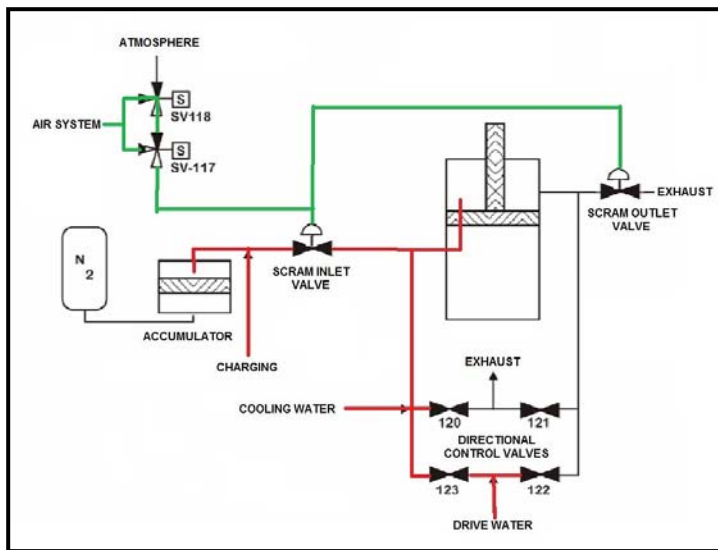 ATMOSPHERE
S
SV118
AIR SYSTEM
S
SV-117
EXHAUST
SCRAM OUTLET
VALVE
N
2
SCRAM INLET
VALVE
ACCUMULATOR
CHARGING
EXHAUST
COOLING WATER
120
121
DIRECTIONAL
CONTROL VALVES
123
122
DRIVE WATER